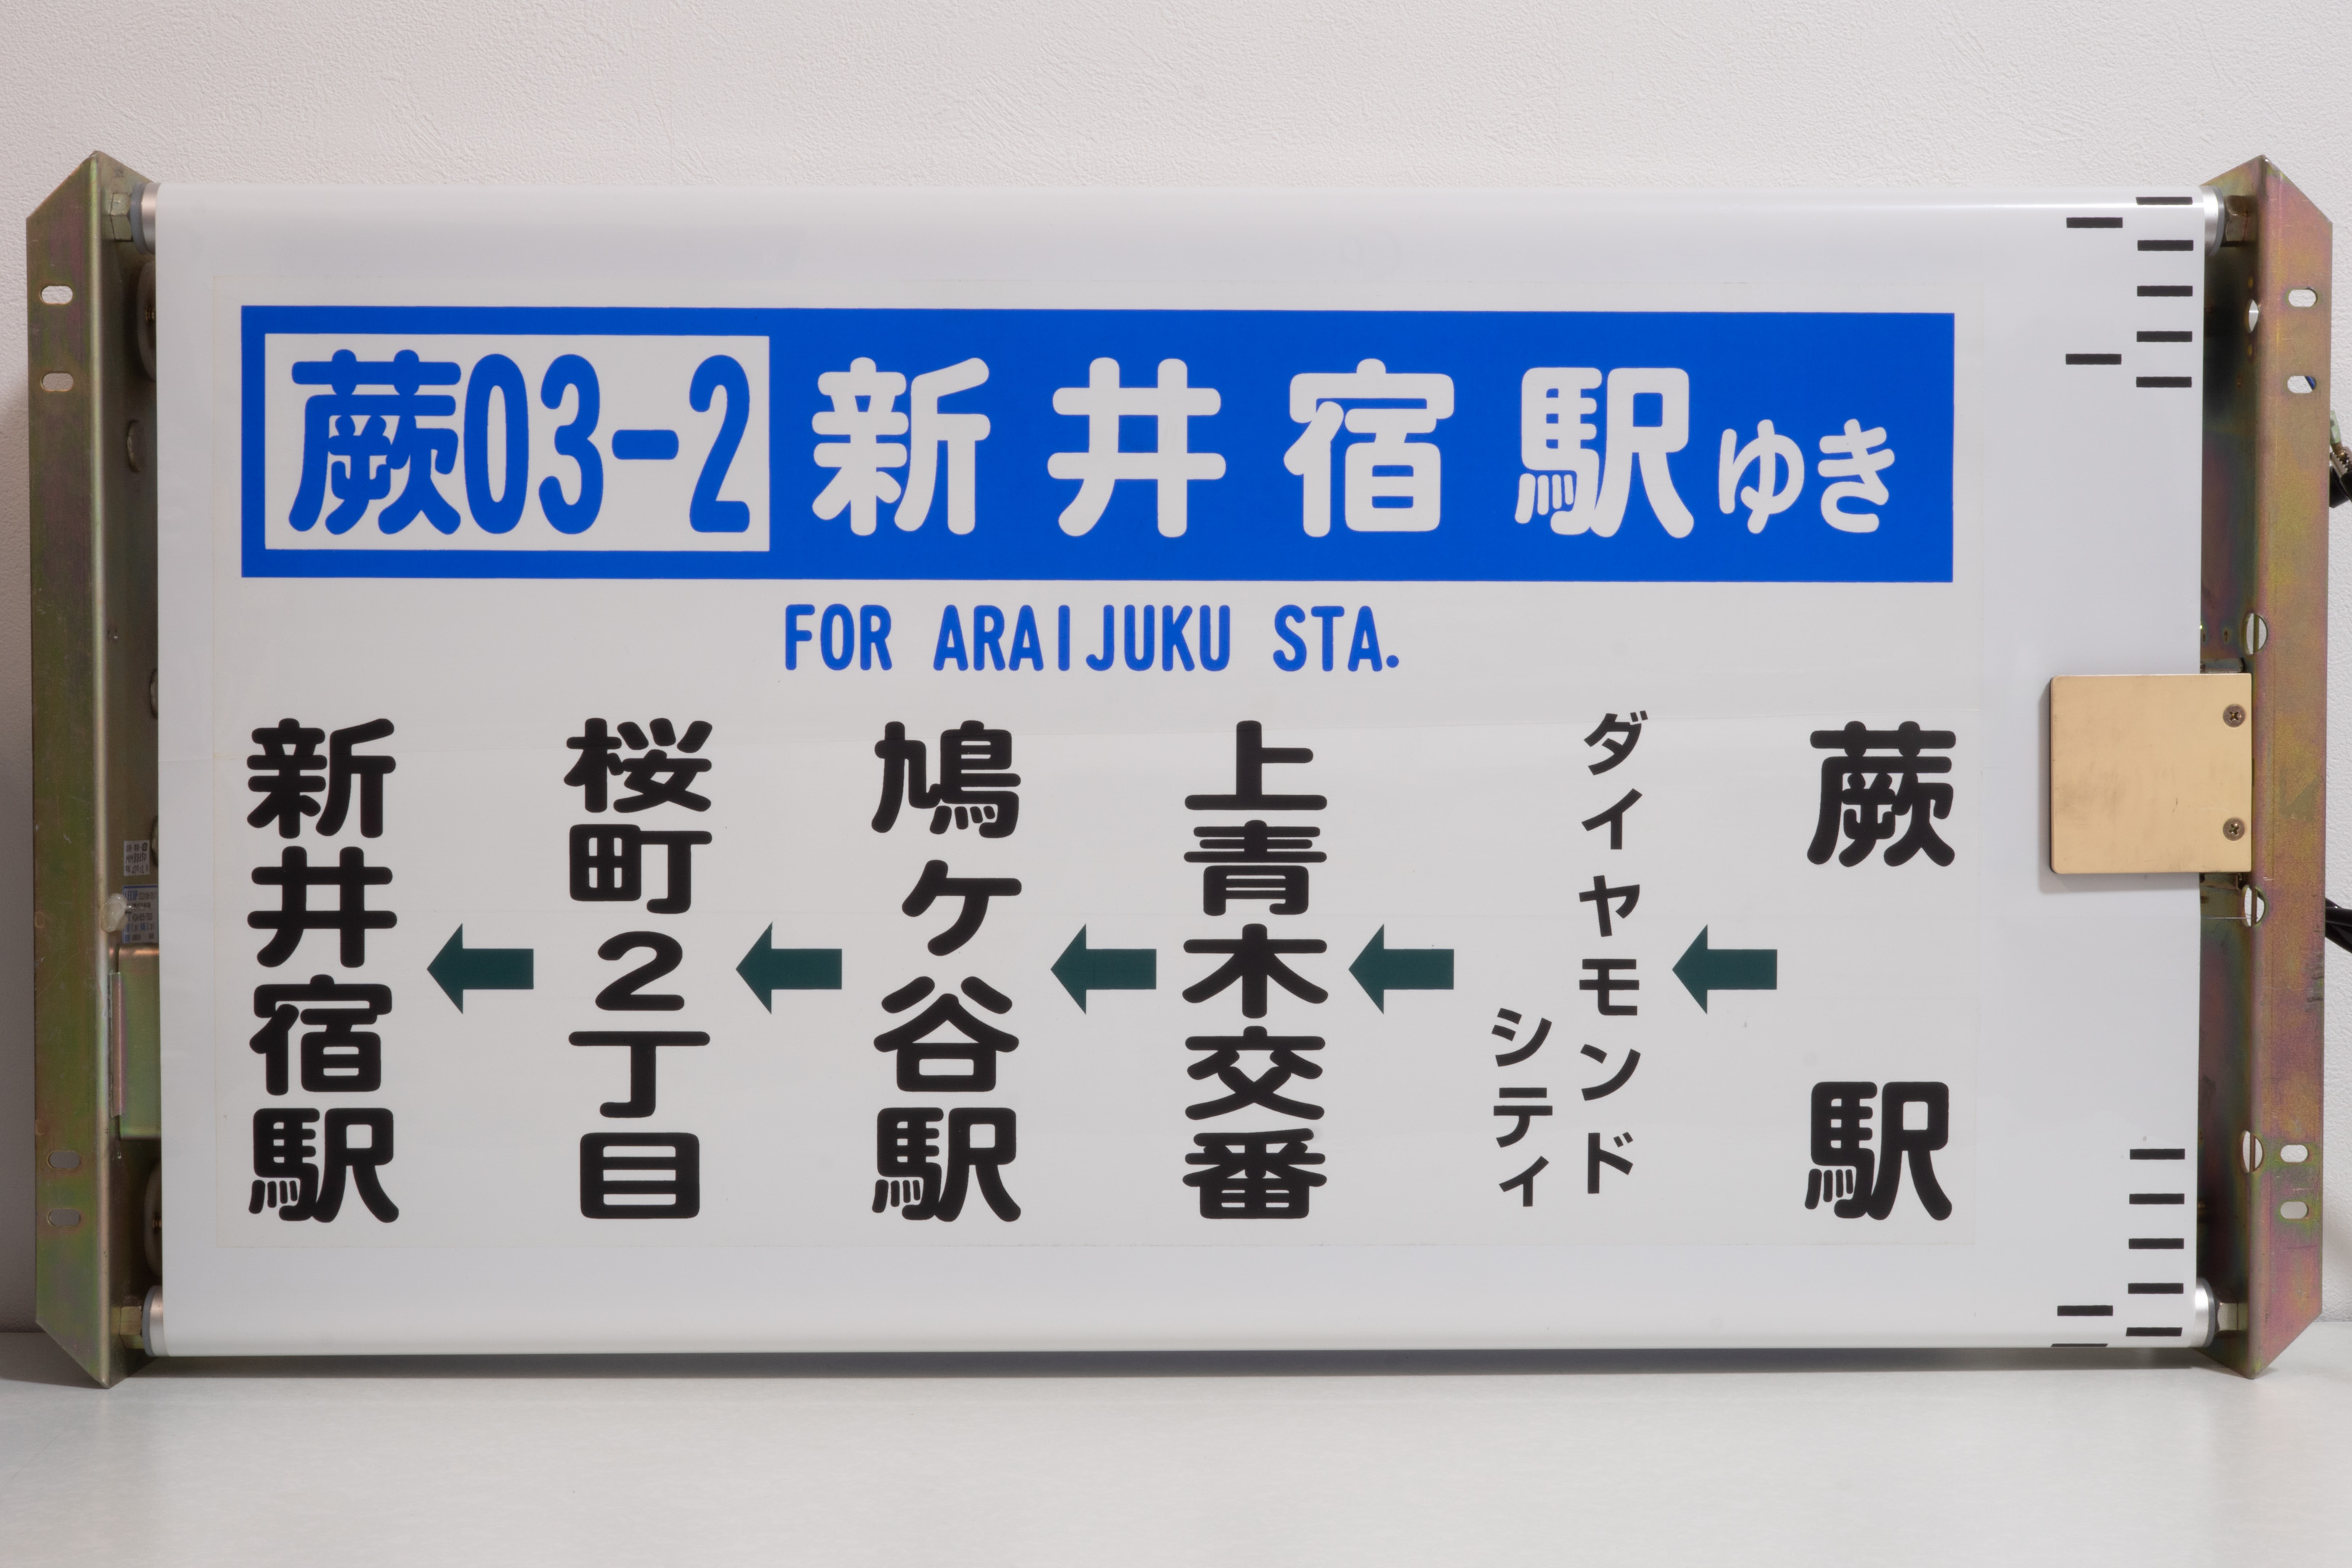 蕨03-2 新井宿駅ゆき
FOR ARAIJUKU STA.
蕨駅
←
ダイヤモンド
シティ
←
上青木交番
←
鳩ヶ谷駅
←
桜町2丁目
←
新井宿駅